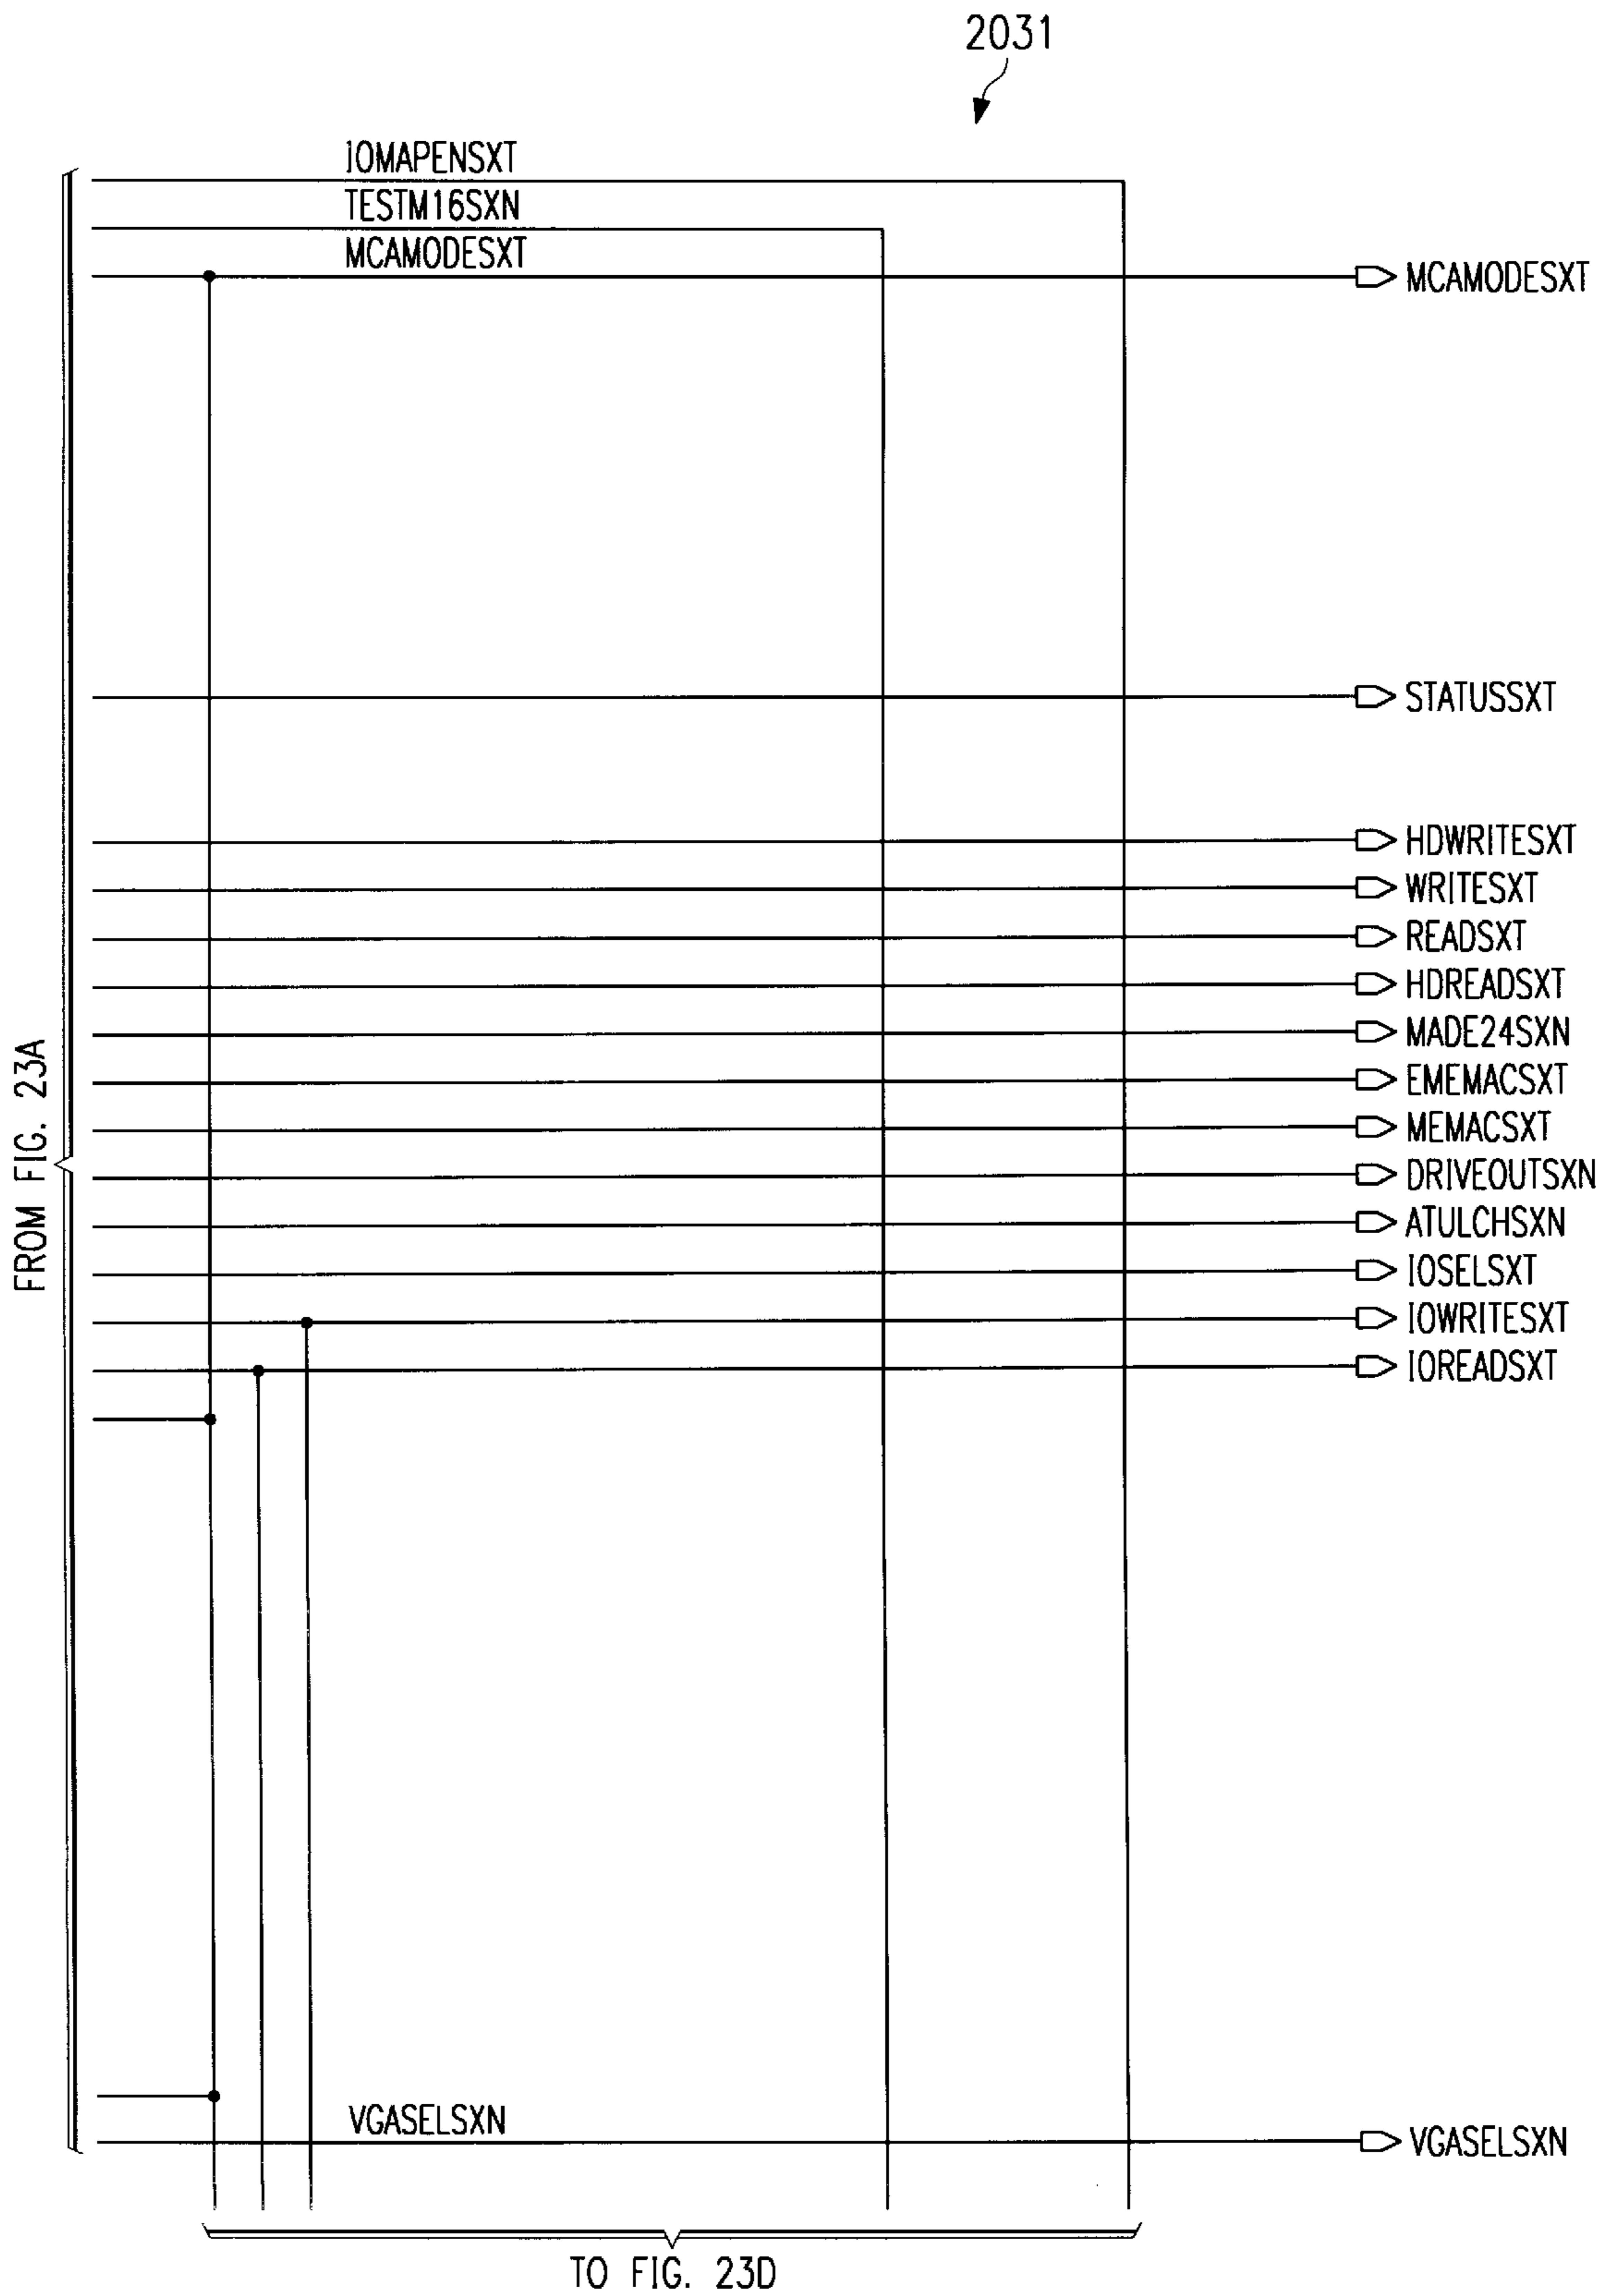 2031
IOMAPENSXT
TESTM16SXN
MCAMODESXT
MCAMODESXT
STATUSSXT
HDWRITESXT
WRITESXT
READSXT
HDREADSXT
MADE24SXN
EMEMACSXT
MEMACSXT
DRIVEOUTSXN
ATULCHSXN
IOSELSXT
IOWRITESXT
IOREADSXT
FROM FIG. 23A
VGASELSXN
VGASELSXN
TO FIG. 23D